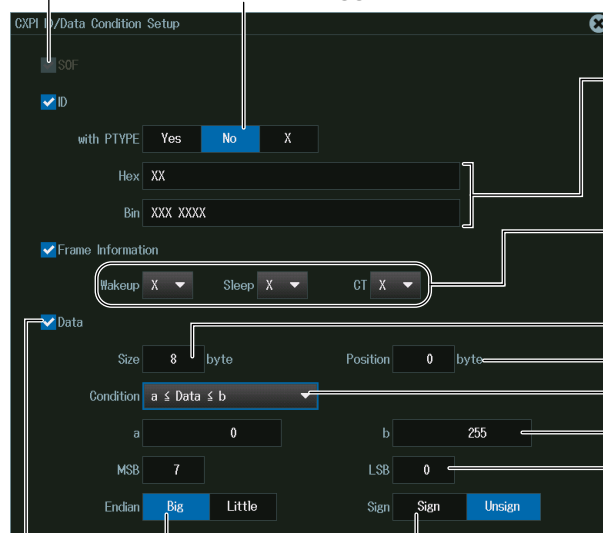 CXPI ID/Data Condition Setup
SOF
ID
with PTYPE Yes No X
Hex XX
Bin XXX XXXX
Frame Information
Wakeup X Sleep X CT X
Data
Size 8 byte Position 0 byte
Condition a ≤ Data ≤ b
a 0 b 255
MSB 7 LSB 0
Endian Big Little Sign Sign Unsign